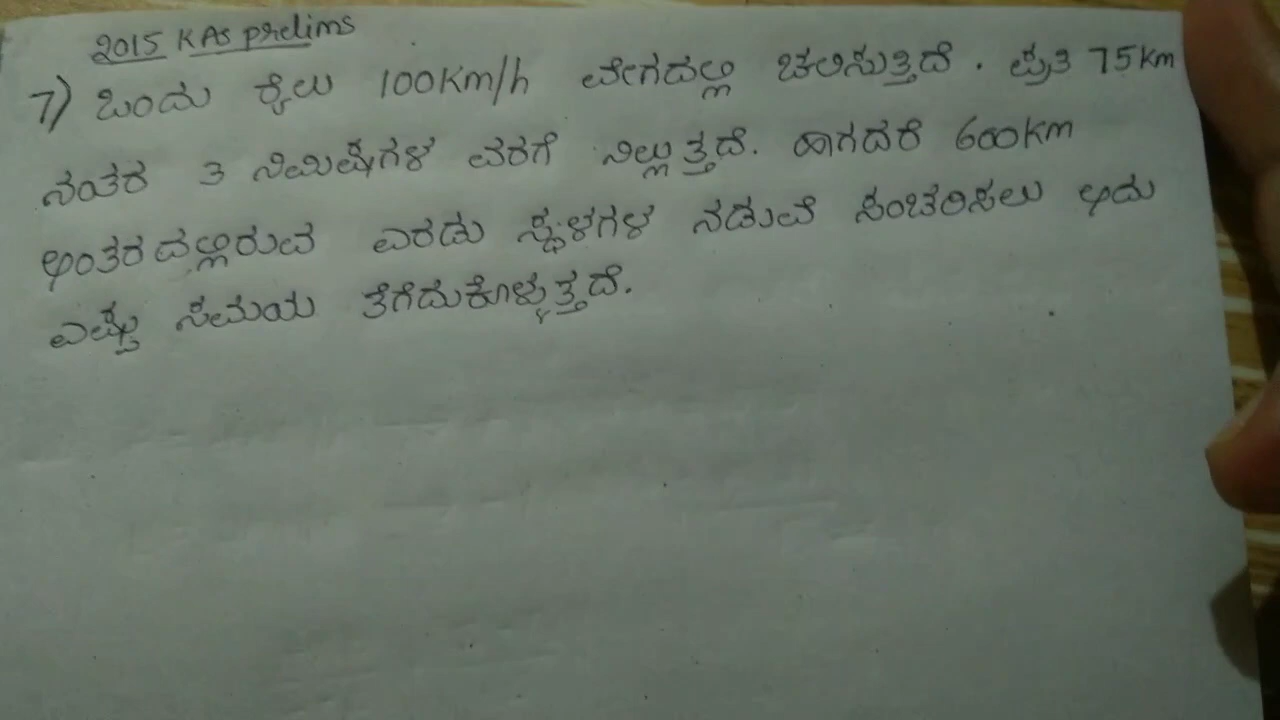 2015 KAS prelims
7) ಒಂದು ರೈಲು 100Km/h ವೇಗದಲ್ಲಿ ಚಲಿಸುತ್ತಿದೆ. ಪ್ರತಿ 75Km
ನಂತರ 3 ನಿಮಿಷಗಳ ವರೆಗೆ ನಿಲ್ಲುತ್ತದೆ. ಹಾಗದರೆ 600Km
ಅಂತರದಲ್ಲಿರುವ ಎರಡು ಸ್ಥಳಗಳ ನಡುವೆ ಸಂಚರಿಸಲು ಅದು
ಎಷ್ಟು ಸಮಯ ತೆಗೆದುಕೊಳ್ಳುತ್ತದೆ.